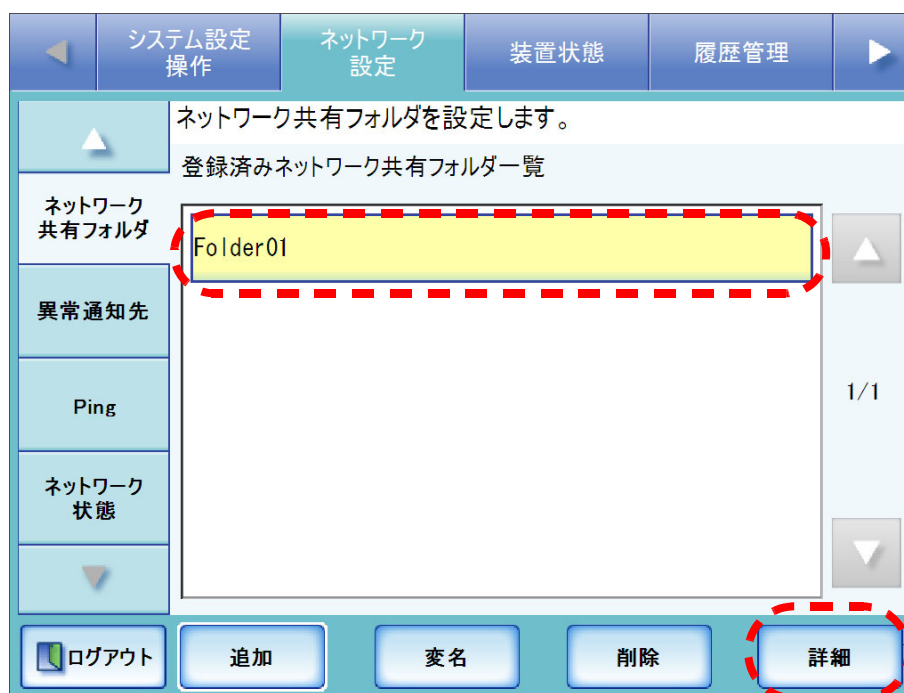 システム設定
操作
ネットワーク
設定
装置状態
履歴管理
ネットワーク共有フォルダを設定します。
登録済みネットワーク共有フォルダ一覧
ネットワーク
共有フォルダ
Folder01
異常通知先
Ping
1/1
ネットワーク
状態
ログアウト
追加
変名
削除
詳細